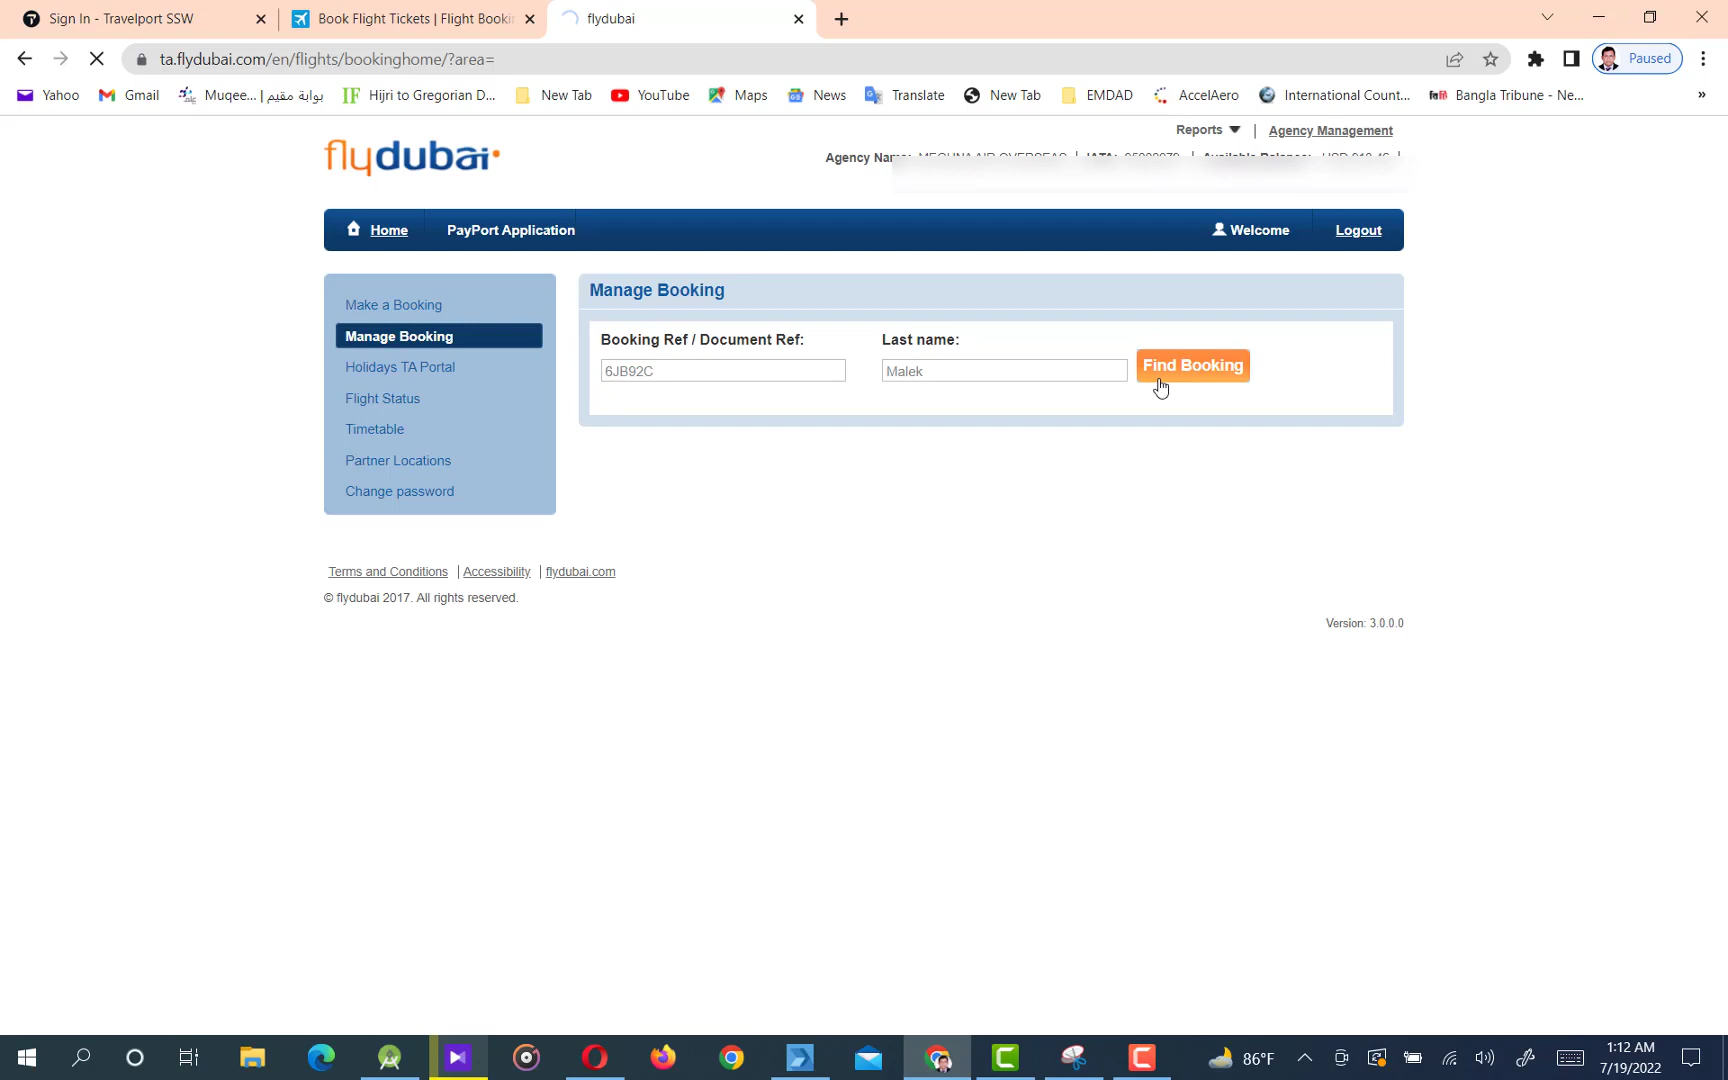 Sign In - Travelport SSW
Book Flight Tickets | Flight Bookin
flydubai
ta.flydubai.com/en/flights/bookinghome/?area=
Paused
Yahoo
Gmail
Muqee... | بوابة مقيم
Hijri to Gregorian D...
New Tab
YouTube
Maps
News
Translate
New Tab
EMDAD
AccelAero
International Count...
Bangla Tribune - Ne...
»
Reports
Agency Management
flydubai
Agency Name:
Home
PayPort Application
Welcome
Logout
Make a Booking
Manage Booking
Holidays TA Portal
Flight Status
Timetable
Partner Locations
Change password
Manage Booking
Booking Ref / Document Ref:
Last name:
6JB92C
Malek
Find Booking
Terms and Conditions | Accessibility | flydubai.com
© flydubai 2017. All rights reserved.
Version: 3.0.0.0
86°F
1:12 AM
7/19/2022